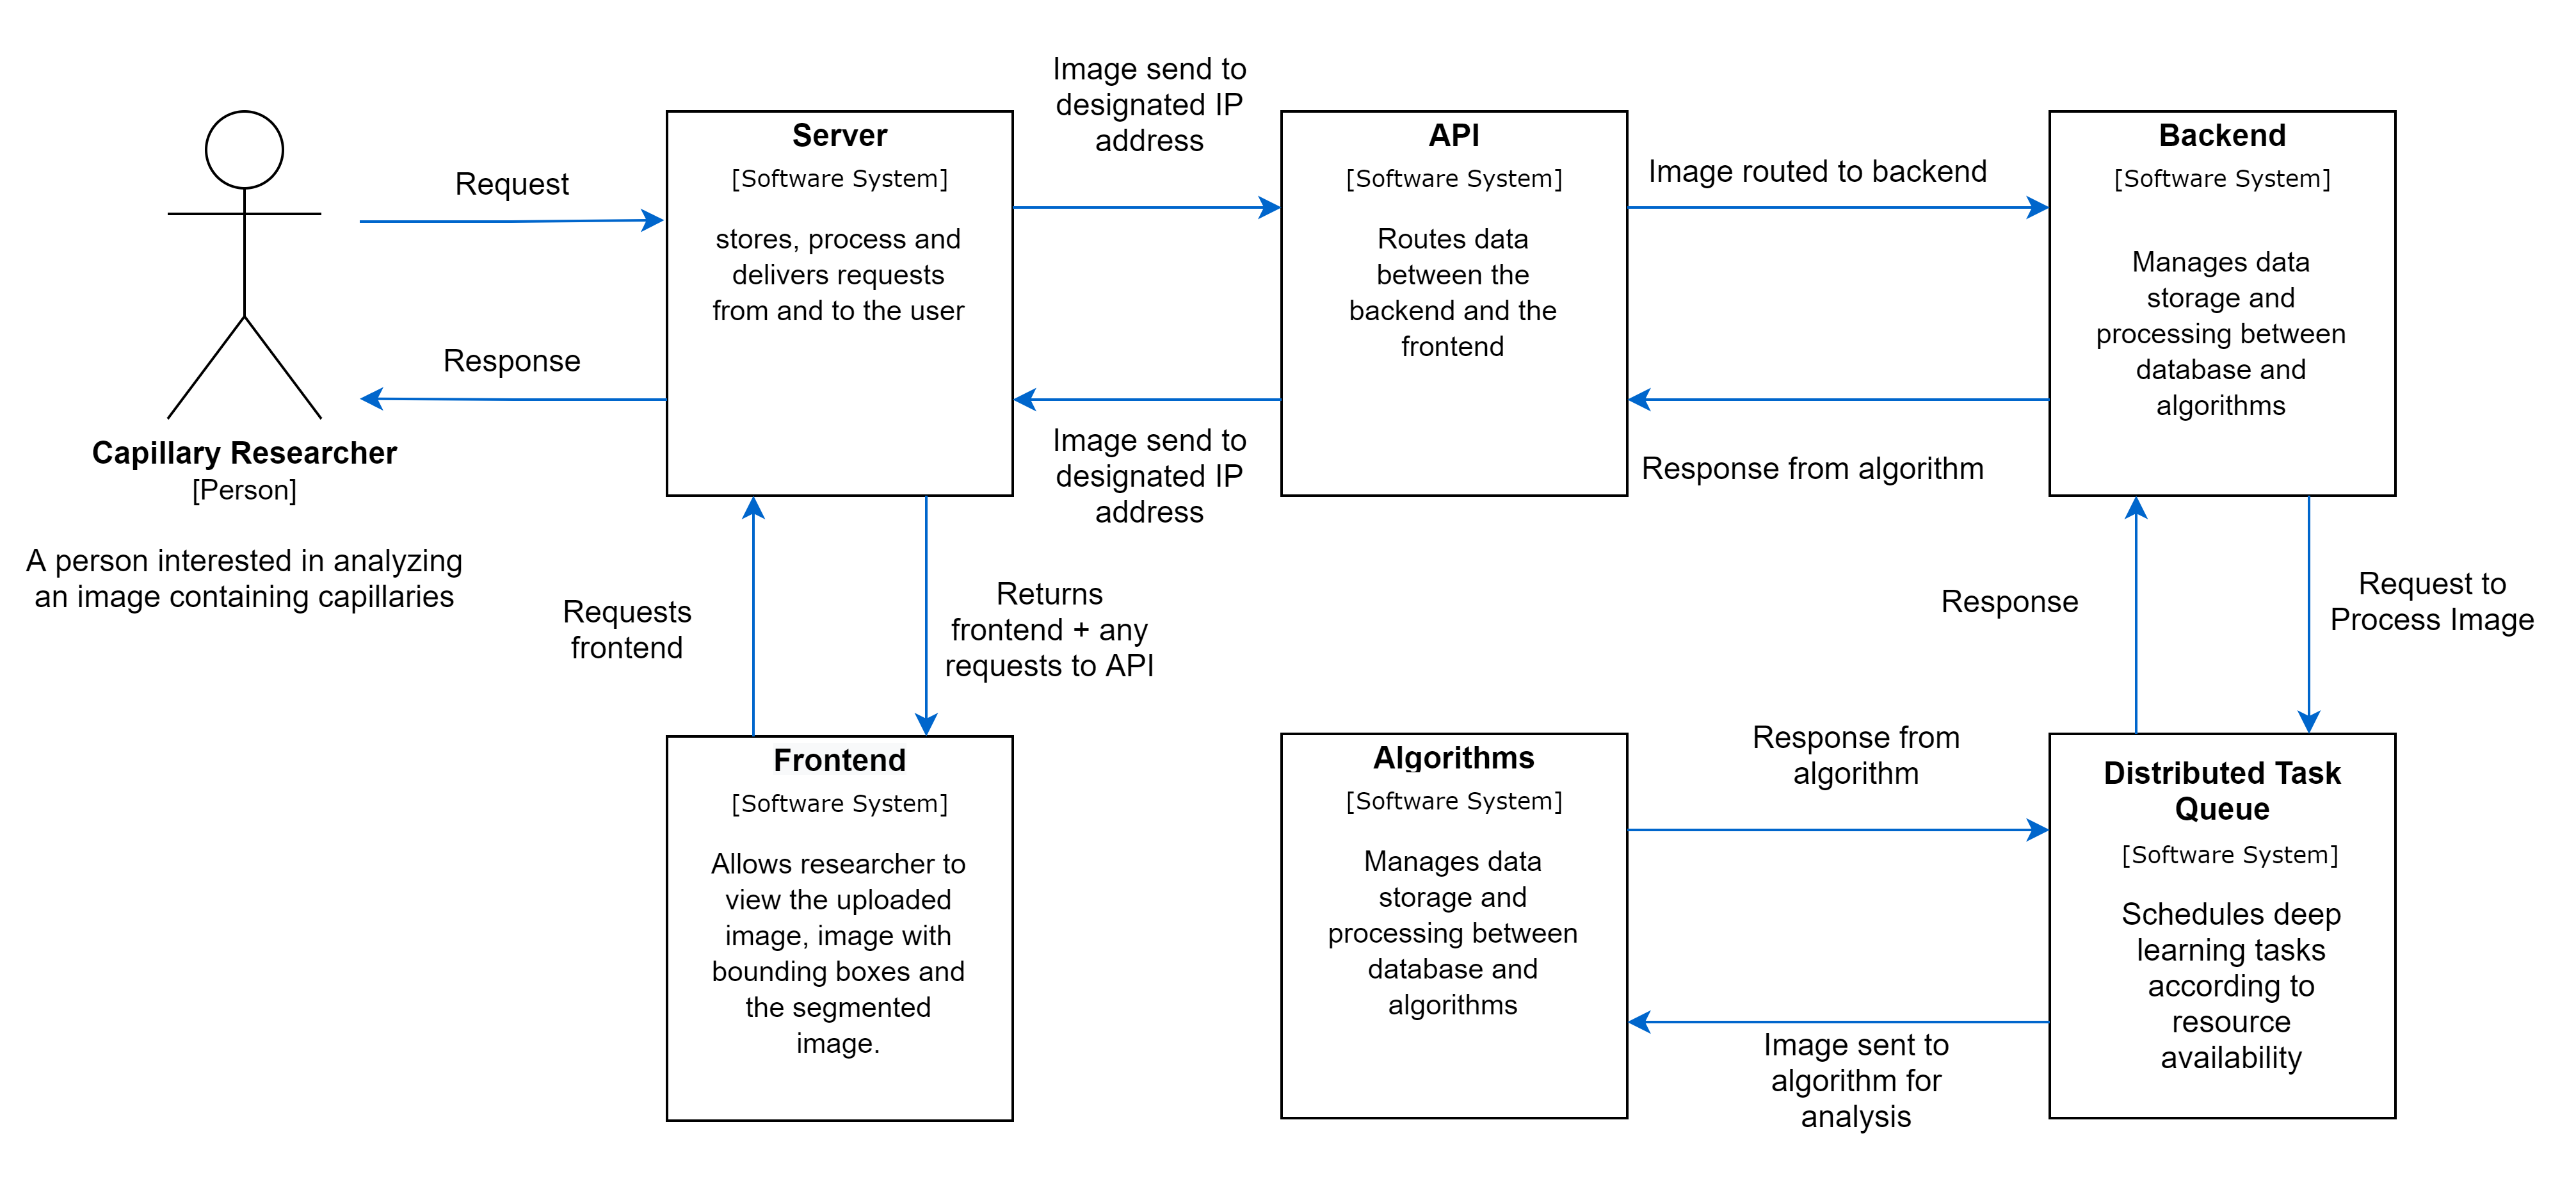 Capillary Researcher
[Person]
A person interested in analyzing
an image containing capillaries
Request
Response
Server
[Software System]
stores, process and
delivers requests
from and to the user
Image send to
designated IP
address
Image send to
designated IP
address
API
[Software System]
Routes data
between the
backend and the
frontend
Image routed to backend
Response from algorithm
Backend
[Software System]
Manages data
storage and
processing between
database and
algorithms
Requests
frontend
Returns
frontend + any
requests to API
Response
Request to
Process Image
Frontend
[Software System]
Allows researcher to
view the uploaded
image, image with
bounding boxes and
the segmented
image.
Algorithms
[Software System]
Manages data
storage and
processing between
database and
algorithms
Response from
algorithm
Image sent to
algorithm for
analysis
Distributed Task
Queue
[Software System]
Schedules deep
learning tasks
according to
resource
availability